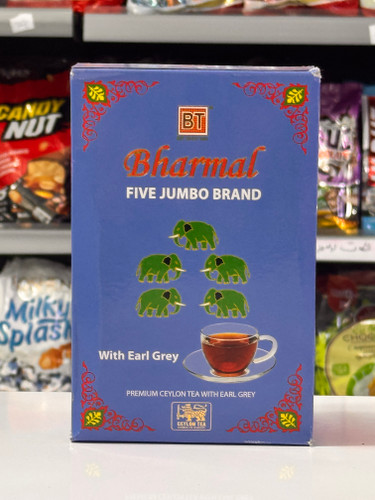 CANDY
NUT
BT
Bharmal
FIVE JUMBO BRAND
With Earl Grey
PREMIUM CEYLON TEA WITH EARL GREY
CEYLON TEA
Milky
Splash